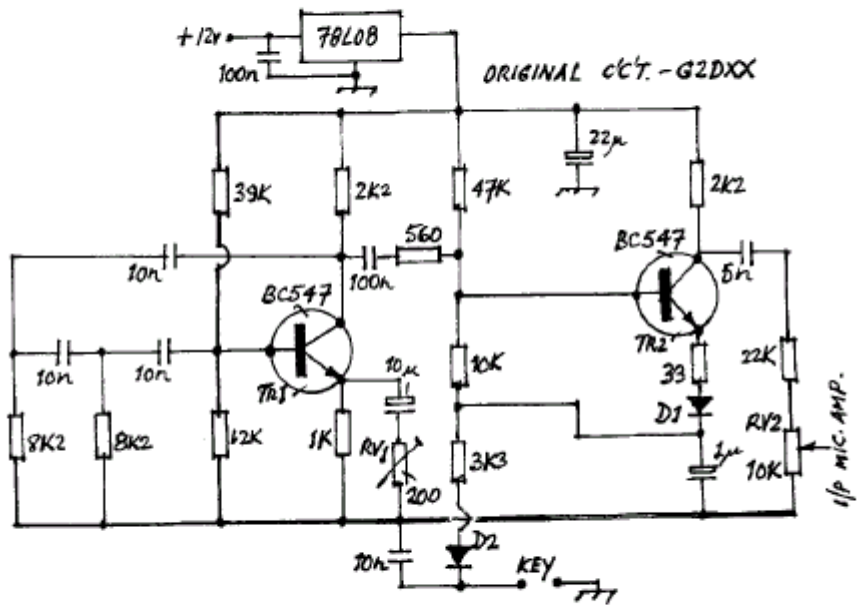 +12v
78L08
100n
ORIGINAL C'C'T. - G2DXX
22µ
39K
2K2
47K
2K2
560
10n
100n
BC547
BC547
5n
10n
10n
TR1
10µ
10K
TR2
33
22K
D1
8K2
8K2
12K
1K
RV1
200
3K3
1µ
RV2
10K
I/P MIC. AMP.
10n
D2
KEY